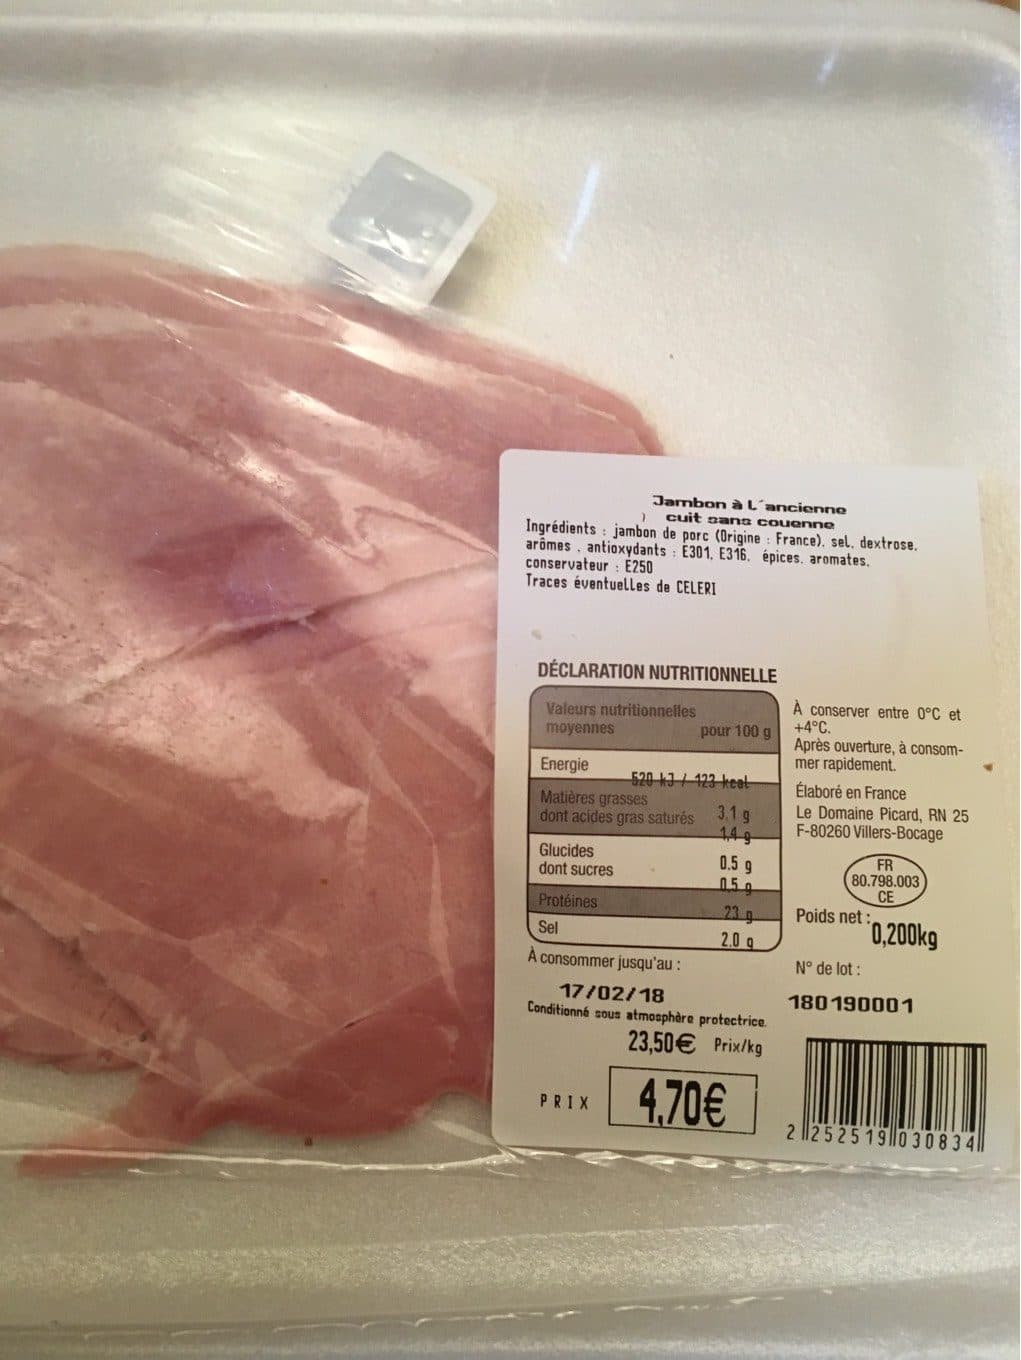 Jambon à L'ancienne
) cuit sans couenne
Ingrédients : jambon de porc (Origine : France), sel, dextrose,
arômes , antioxydants : E301, E316, épices, aromates,
conservateur : E250
Traces éventuelles de CELERI
DÉCLARATION NUTRITIONNELLE
Valeurs nutritionnelles
moyennes pour 100 g
Energie
520 kJ / 123 kcal
Matières grasses
dont acides gras saturés 3,1 g
1,4 g
Glucides 0.5 g
dont sucres 0,5 g
Protéines 23 g
Sel 2,0 g
À consommer jusqu'au :
17/02/18
Conditionné sous atmosphère protectrice.
23,50€ Prix/kg
PRIX 4,70€
À conserver entre 0°C et
+4°C.
Après ouverture, à consom-
mer rapidement.
Élaboré en France
Le Domaine Picard, RN 25
F-80260 Villers-Bocage
FR
80.798.003
CE
Poids net : 0,200kg
N° de lot :
180190001
2 252519 030834